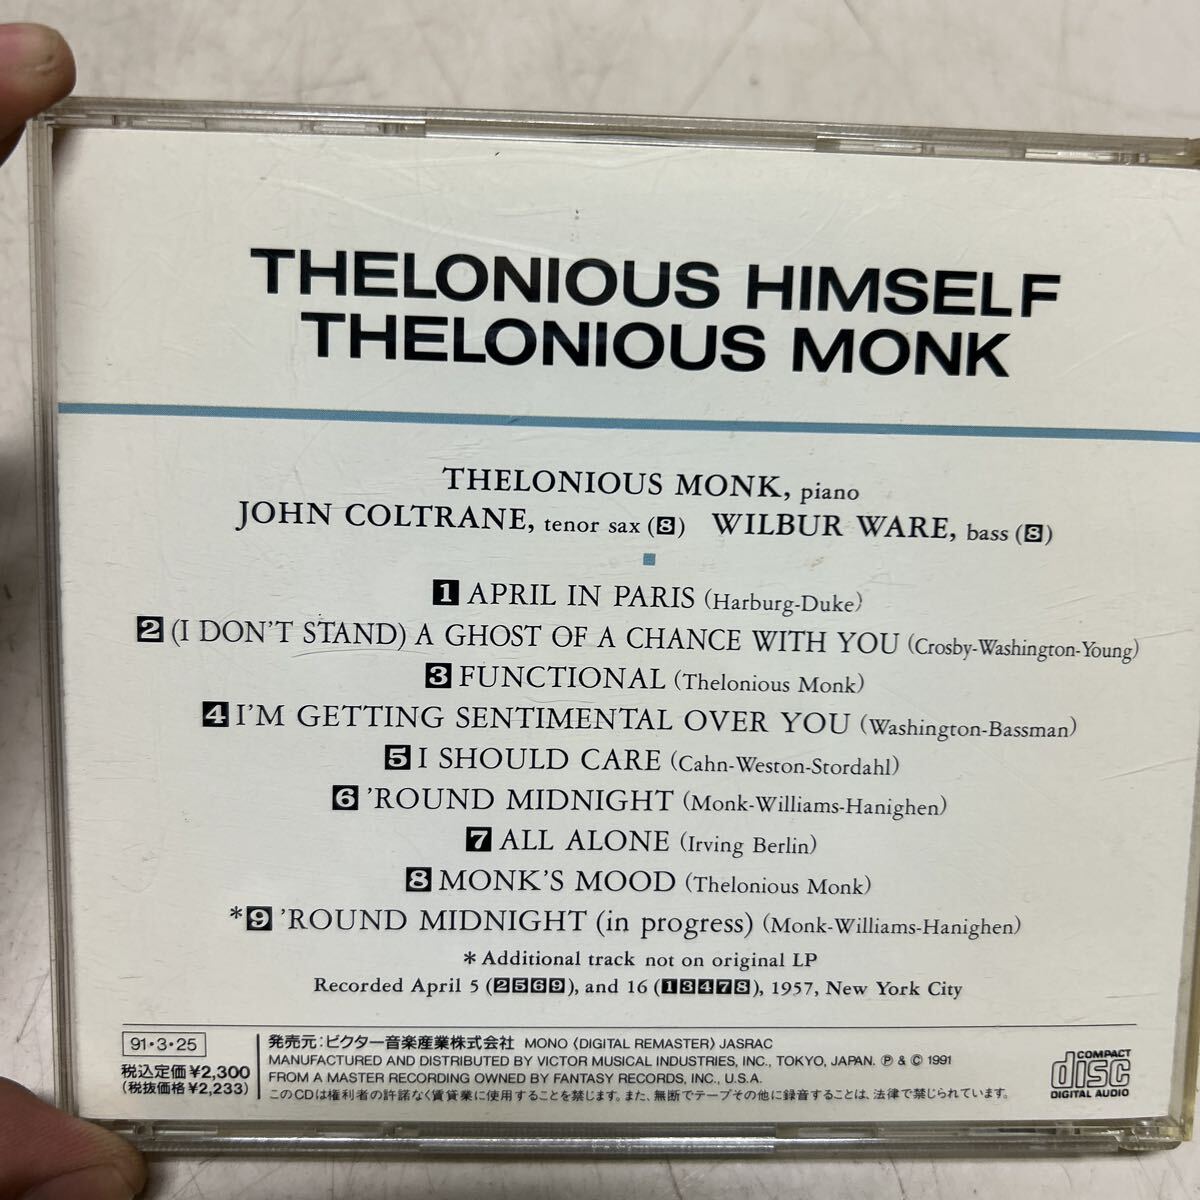 THELONIOUS HIMSELF
THELONIOUS MONK
THELONIOUS MONK, piano
JOHN COLTRANE, tenor sax (8) WILBUR WARE, bass (8)
1 APRIL IN PARIS (Harburg-Duke)
2 (I DON'T STAND) A GHOST OF A CHANCE WITH YOU (Crosby-Washington-Young)
3 FUNCTIONAL (Thelonious Monk)
4 I'M GETTING SENTIMENTAL OVER YOU (Washington-Bassman)
5 I SHOULD CARE (Cahn-Weston-Stordahl)
6 'ROUND MIDNIGHT (Monk-Williams-Hanighen)
7 ALL ALONE (Irving Berlin)
8 MONK'S MOOD (Thelonious Monk)
*9 'ROUND MIDNIGHT (in progress) (Monk-Williams-Hanighen)
* Additional track not on original LP
Recorded April 5 (2569), and 16 (13478), 1957, New York City
91・3・25
税込定価¥2,300
(税抜価格¥2,233)
発売元:ビクター音楽産業株式会社 MONO〈DIGITAL REMASTER〉JASRAC
MANUFACTURED AND DISTRIBUTED BY VICTOR MUSICAL INDUSTRIES, INC., TOKYO, JAPAN. ℗ & © 1991
FROM A MASTER RECORDING OWNED BY FANTASY RECORDS, INC., U.S.A.
このCDは権利者の許諾なく賃貸業に使用することを禁じます。また、無断でテープその他に録音することは、法律で禁じられています。
COMPACT
disc
DIGITAL AUDIO